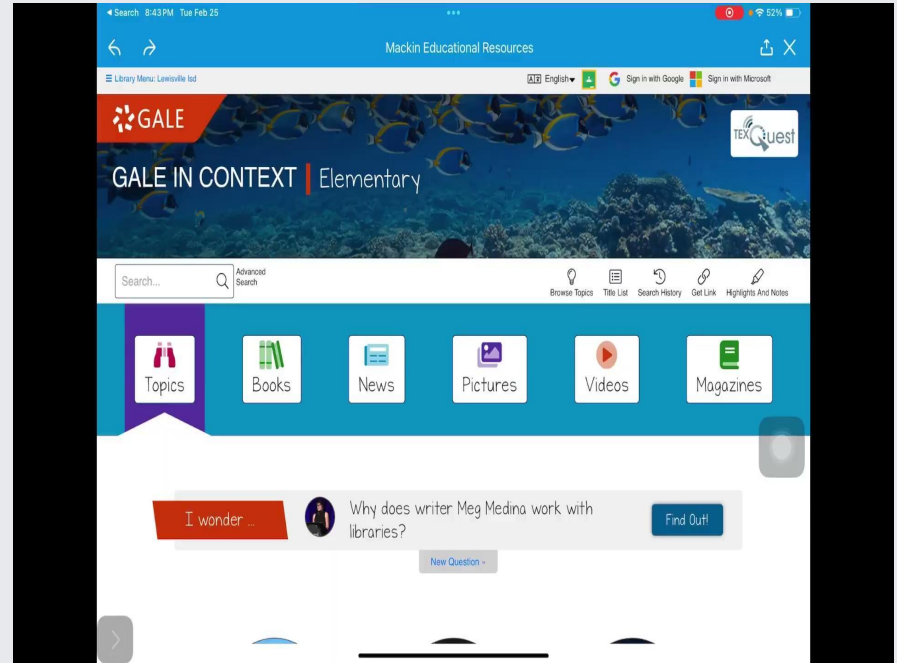 Search 8:43 PM Tue Feb 25
52%
Mackin Educational Resources
Library Menu: Lewisville Isd
English
Sign in with Google
Sign in with Microsoft
GALE
TEXQuest
GALE IN CONTEXT | Elementary
Search...
Advanced
Search
Browse Topics
Title List
Search History
Get Link
Highlights And Notes
Topics
Books
News
Pictures
Videos
Magazines
I wonder ...
Why does writer Meg Medina work with
libraries?
Find Out!
New Question